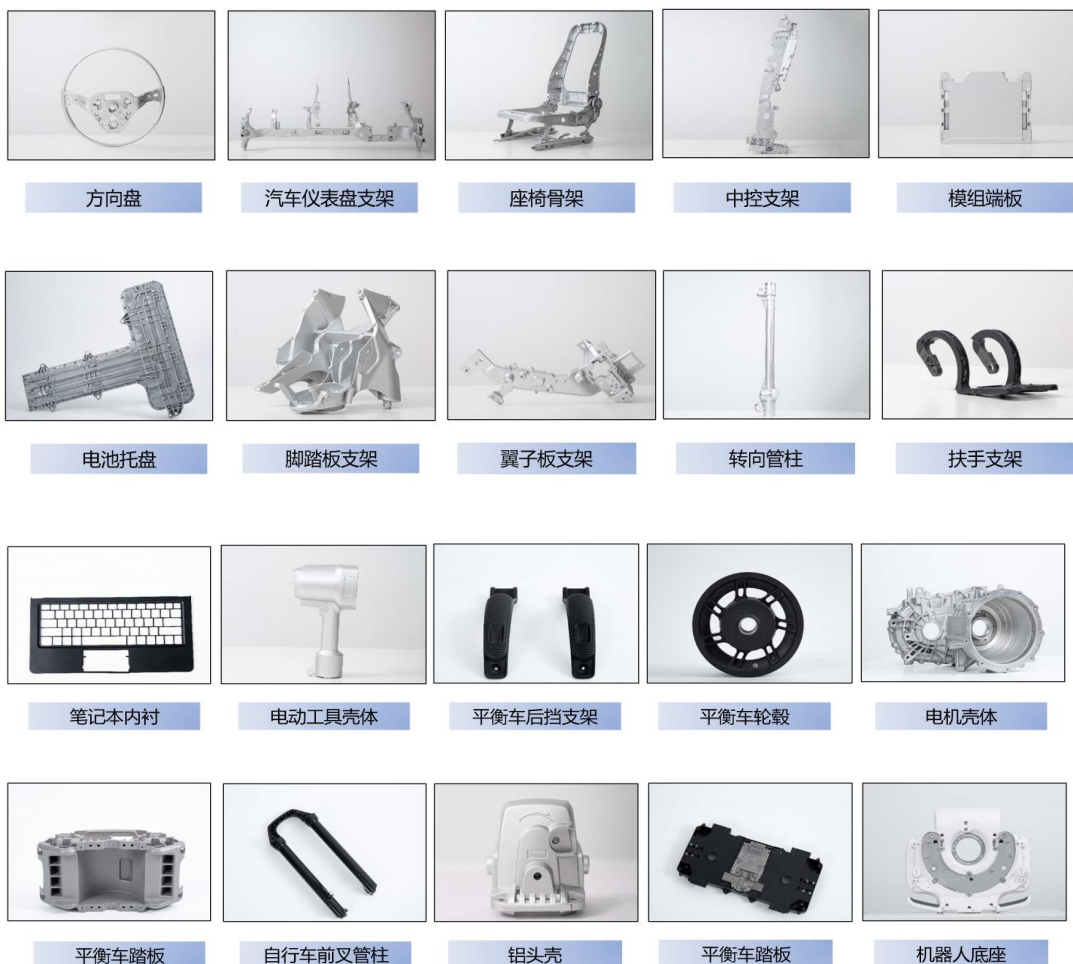 方向盘
汽车仪表盘支架
座椅骨架
中控支架
模组端板
电池托盘
脚踏板支架
翼子板支架
转向管柱
扶手支架
笔记本内衬
电动工具壳体
平衡车后挡支架
平衡车轮毂
电机壳体
平衡车踏板
自行车前叉管柱
铝头壳
平衡车踏板
机器人底座